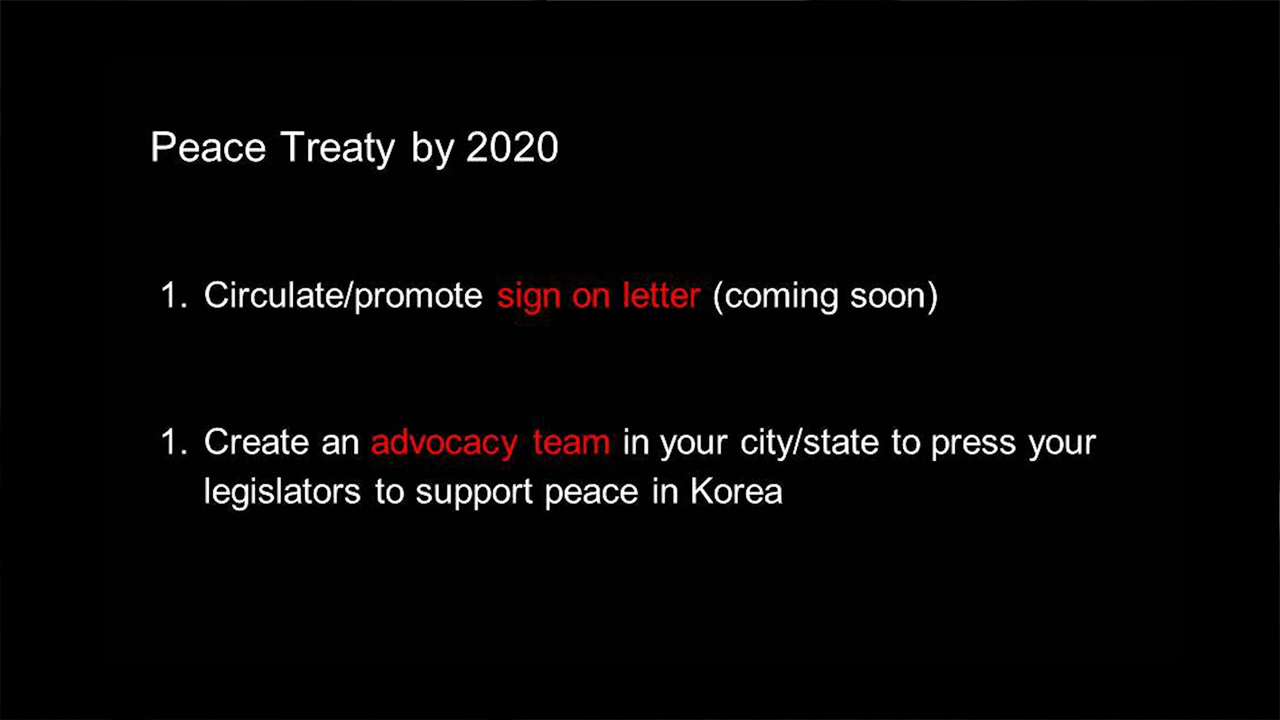 Peace Treaty by 2020
1. Circulate/promote sign on letter (coming soon)
1. Create an advocacy team in your city/state to press your
legislators to support peace in Korea